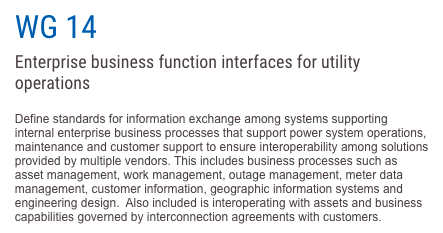 WG 14
Enterprise business function interfaces for utility
operations
Define standards for information exchange among systems supporting
internal enterprise business processes that support power system operations,
maintenance and customer support to ensure interoperability among solutions
provided by multiple vendors. This includes business processes such as
asset management, work management, outage management, meter data
management, customer information, geographic information systems and
engineering design.  Also included is interoperating with assets and business
capabilities governed by interconnection agreements with customers.